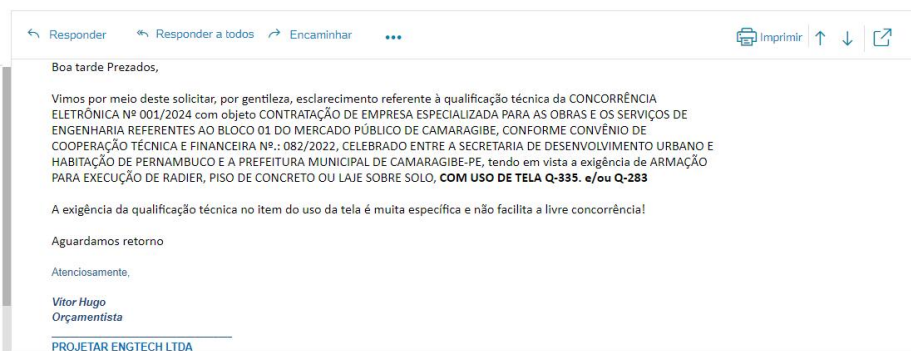 Responder Responder a todos Encaminhar ••• Imprimir
Boa tarde Prezados,
Vimos por meio deste solicitar, por gentileza, esclarecimento referente à qualificação técnica da CONCORRÊNCIA
ELETRÔNICA Nº 001/2024 com objeto CONTRATAÇÃO DE EMPRESA ESPECIALIZADA PARA AS OBRAS E OS SERVIÇOS DE
ENGENHARIA REFERENTES AO BLOCO 01 DO MERCADO PÚBLICO DE CAMARAGIBE, CONFORME CONVÊNIO DE
COOPERAÇÃO TÉCNICA E FINANCEIRA Nº.: 082/2022, CELEBRADO ENTRE A SECRETARIA DE DESENVOLVIMENTO URBANO E
HABITAÇÃO DE PERNAMBUCO E A PREFEITURA MUNICIPAL DE CAMARAGIBE-PE, tendo em vista a exigência de ARMAÇÃO
PARA EXECUÇÃO DE RADIER, PISO DE CONCRETO OU LAJE SOBRE SOLO, COM USO DE TELA Q-335. e/ou Q-283
A exigência da qualificação técnica no item do uso da tela é muita específica e não facilita a livre concorrência!
Aguardamos retorno
Atenciosamente,
Vitor Hugo
Orçamentista
PROJETAR ENGTECH LTDA